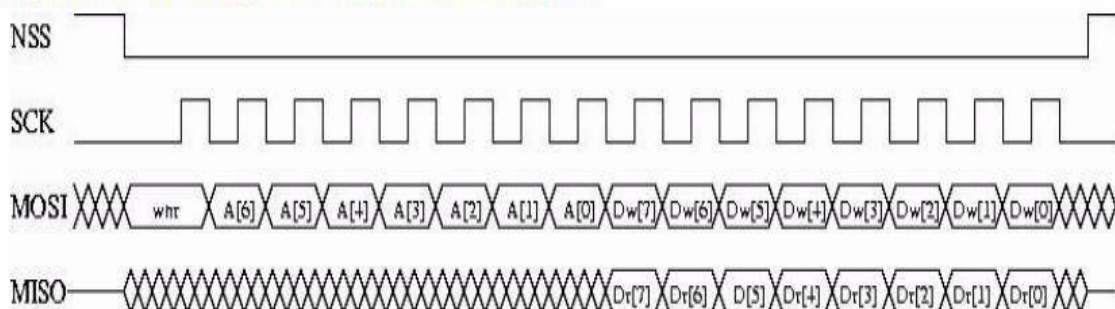 NSS
SCK
MOSI whr A[6] A[5] A[4] A[3] A[2] A[1] A[0] Dw[7] Dw[6] Dw[5] Dw[4] Dw[3] Dw[2] Dw[1] Dw[0]
MISO Dr[7] Dr[6] D[5] Dr[4] Dr[3] Dr[2] Dr[1] Dr[0]